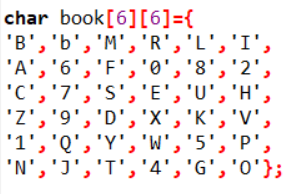 char book[6][6]={
'B','b','M','R','L','I',
'A','6','F','0','8','2',
'C','7','S','E','U','H',
'Z','9','D','X','K','V',
'1','Q','Y','W','5','P',
'N','J','T','4','G','O'};